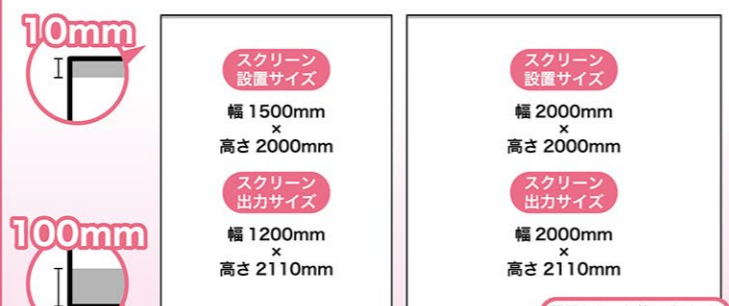 10mm
スクリーン
設置サイズ
幅 1500mm
×
高さ 2000mm
スクリーン
出力サイズ
幅 1200mm
×
高さ 2110mm
スクリーン
設置サイズ
幅 2000mm
×
高さ 2000mm
スクリーン
出力サイズ
幅 2000mm
×
高さ 2110mm
100mm